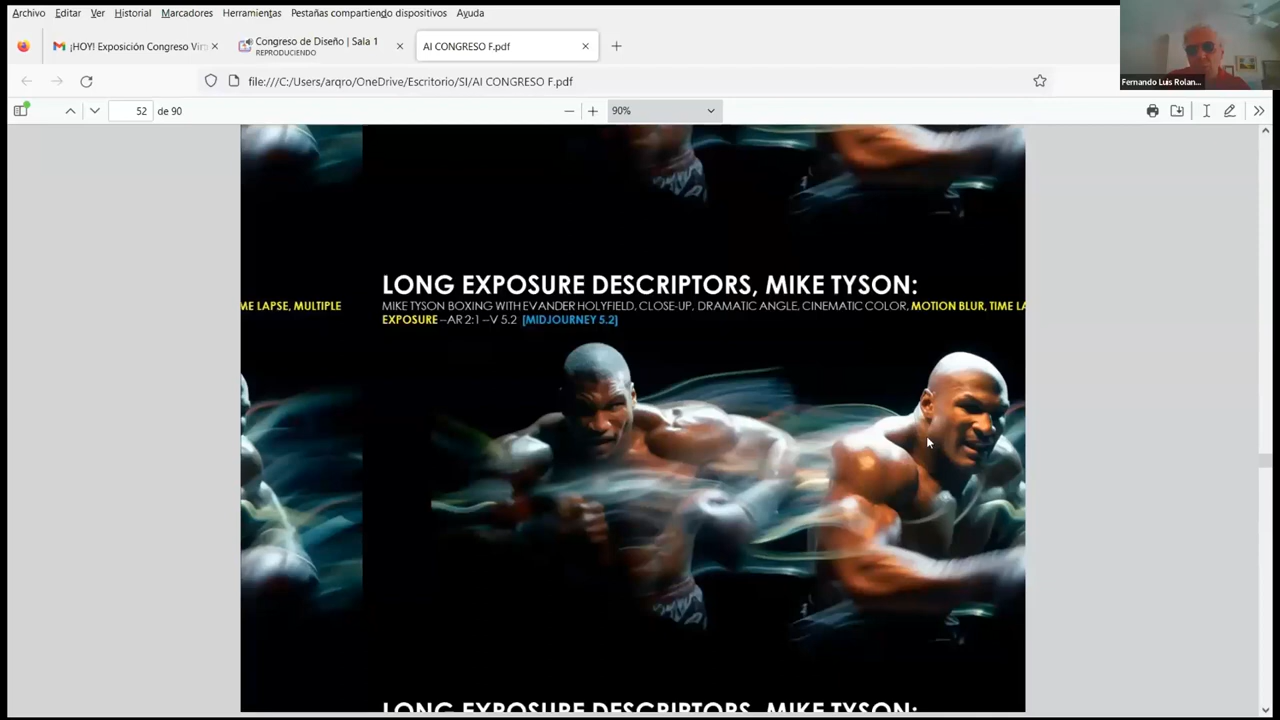 Archivo Editar Ver Historial Marcadores Herramientas Pestañas compartiendo dispositivos Ayuda
¡HOY! Exposición Congreso Virt
Congreso de Diseño | Sala 1
REPRODUCIENDO
AI CONGRESO F.pdf
file:///C:/Users/arqro/OneDrive/Escritorio/SI/AI CONGRESO F.pdf
Fernando Luis Rolan...
52 de 90
90%
LONG EXPOSURE DESCRIPTORS, MIKE TYSON:
ME LAPSE, MULTIPLE
MIKE TYSON BOXING WITH EVANDER HOLYFIELD, CLOSE-UP, DRAMATIC ANGLE, CINEMATIC COLOR, MOTION BLUR, TIME LA
EXPOSURE --AR 2:1 --V 5.2 [MIDJOURNEY 5.2]
LONG EXPOSURE DESCRIPTORS, MIKE TYSON: